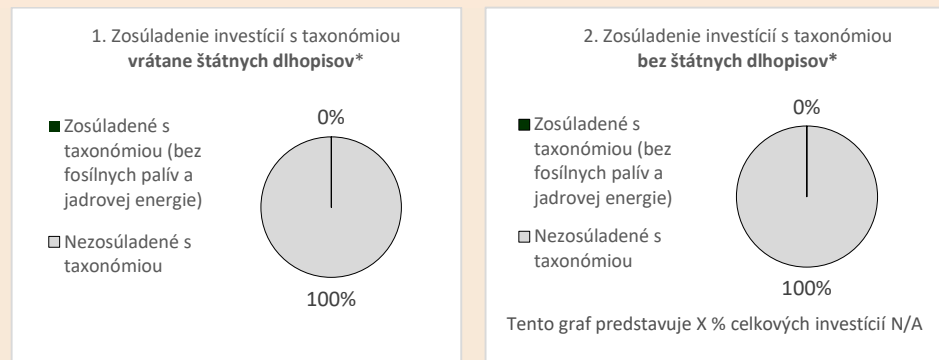 1. Zosúladenie investícií s taxonómiou
vrátane štátnych dlhopisov*
Zosúladené s
taxonómiou (bez
fosílnych palív a
jadrovej energie)
Nezosúladené s
taxonómiou
0%
100%
2. Zosúladenie investícií s taxonómiou
bez štátnych dlhopisov*
Zosúladené s
taxonómiou (bez
fosílnych palív a
jadrovej energie)
Nezosúladené s
taxonómiou
0%
100%
Tento graf predstavuje X % celkových investícií N/A